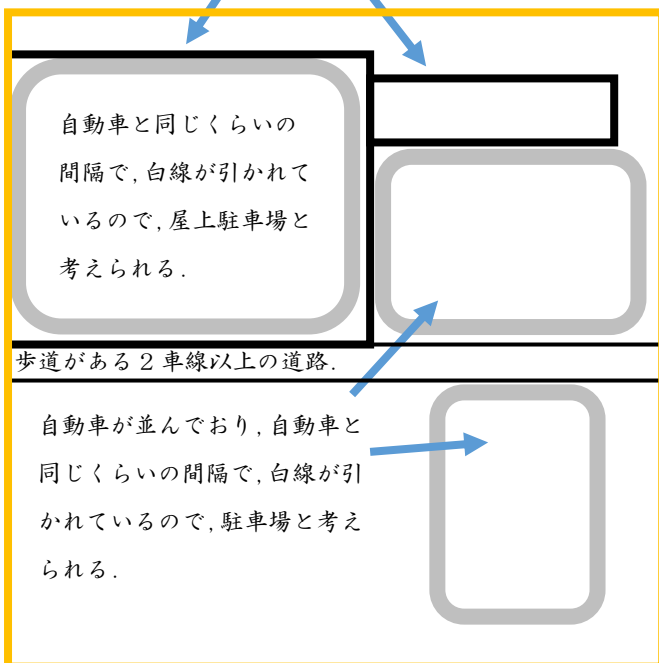 自動車と同じくらいの
間隔で,白線が引かれて
いるので,屋上駐車場と
考えられる.
歩道がある2車線以上の道路.
自動車が並んでおり,自動車と
同じくらいの間隔で,白線が引
かれているので,駐車場と考え
られる.